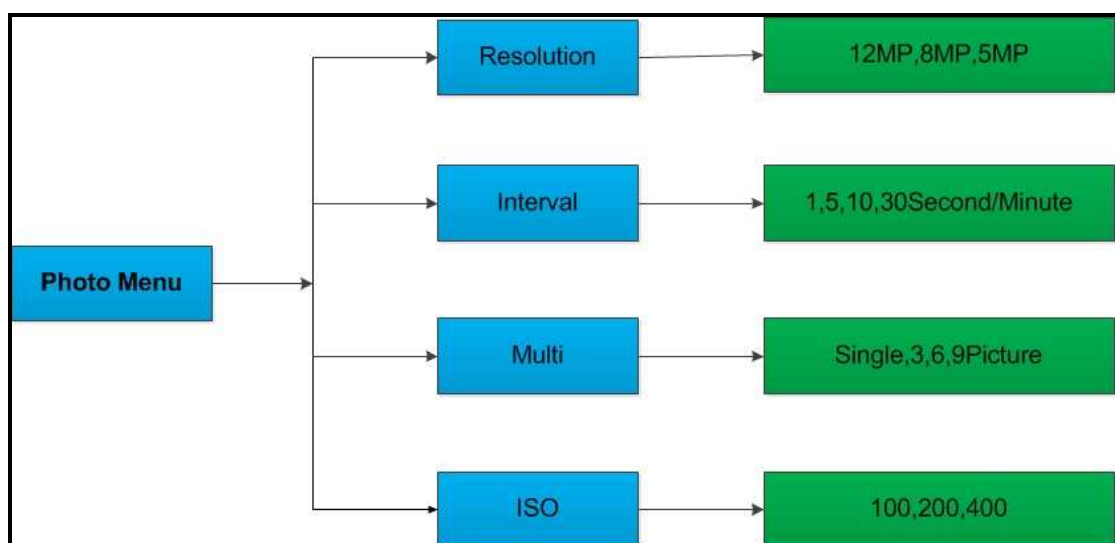 Resolution
12MP,8MP,5MP
Interval
1,5,10,30Second/Minute
Photo Menu
Multi
Single,3,6,9Picture
ISO
100,200,400